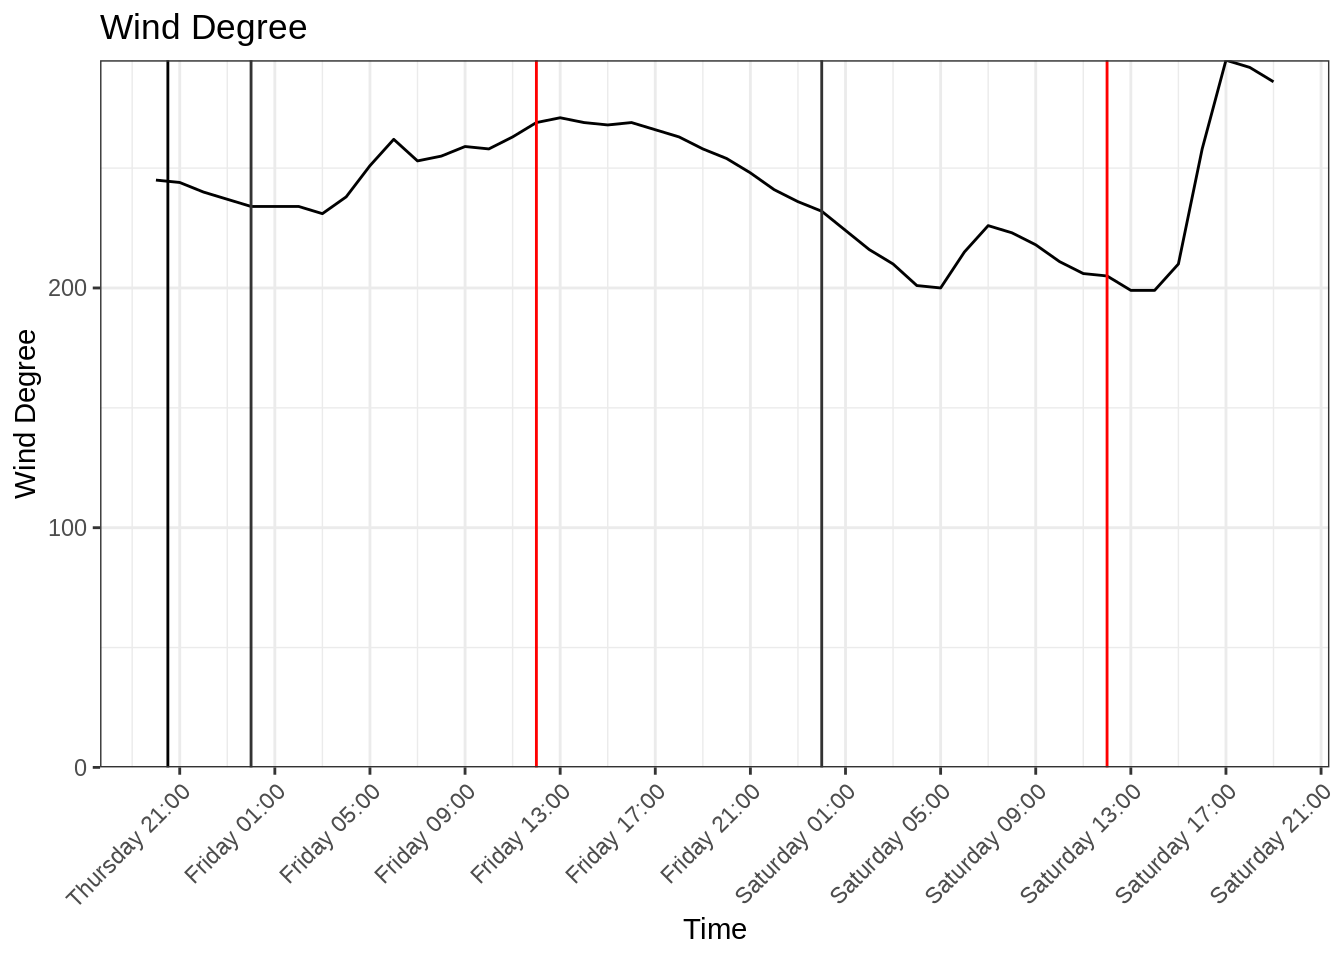 Wind Degree
Wind Degree
200
100
0
Thursday 21:00
Friday 01:00
Friday 05:00
Friday 09:00
Friday 13:00
Friday 17:00
Friday 21:00
Saturday 01:00
Saturday 05:00
Saturday 09:00
Saturday 13:00
Saturday 17:00
Saturday 21:00
Time